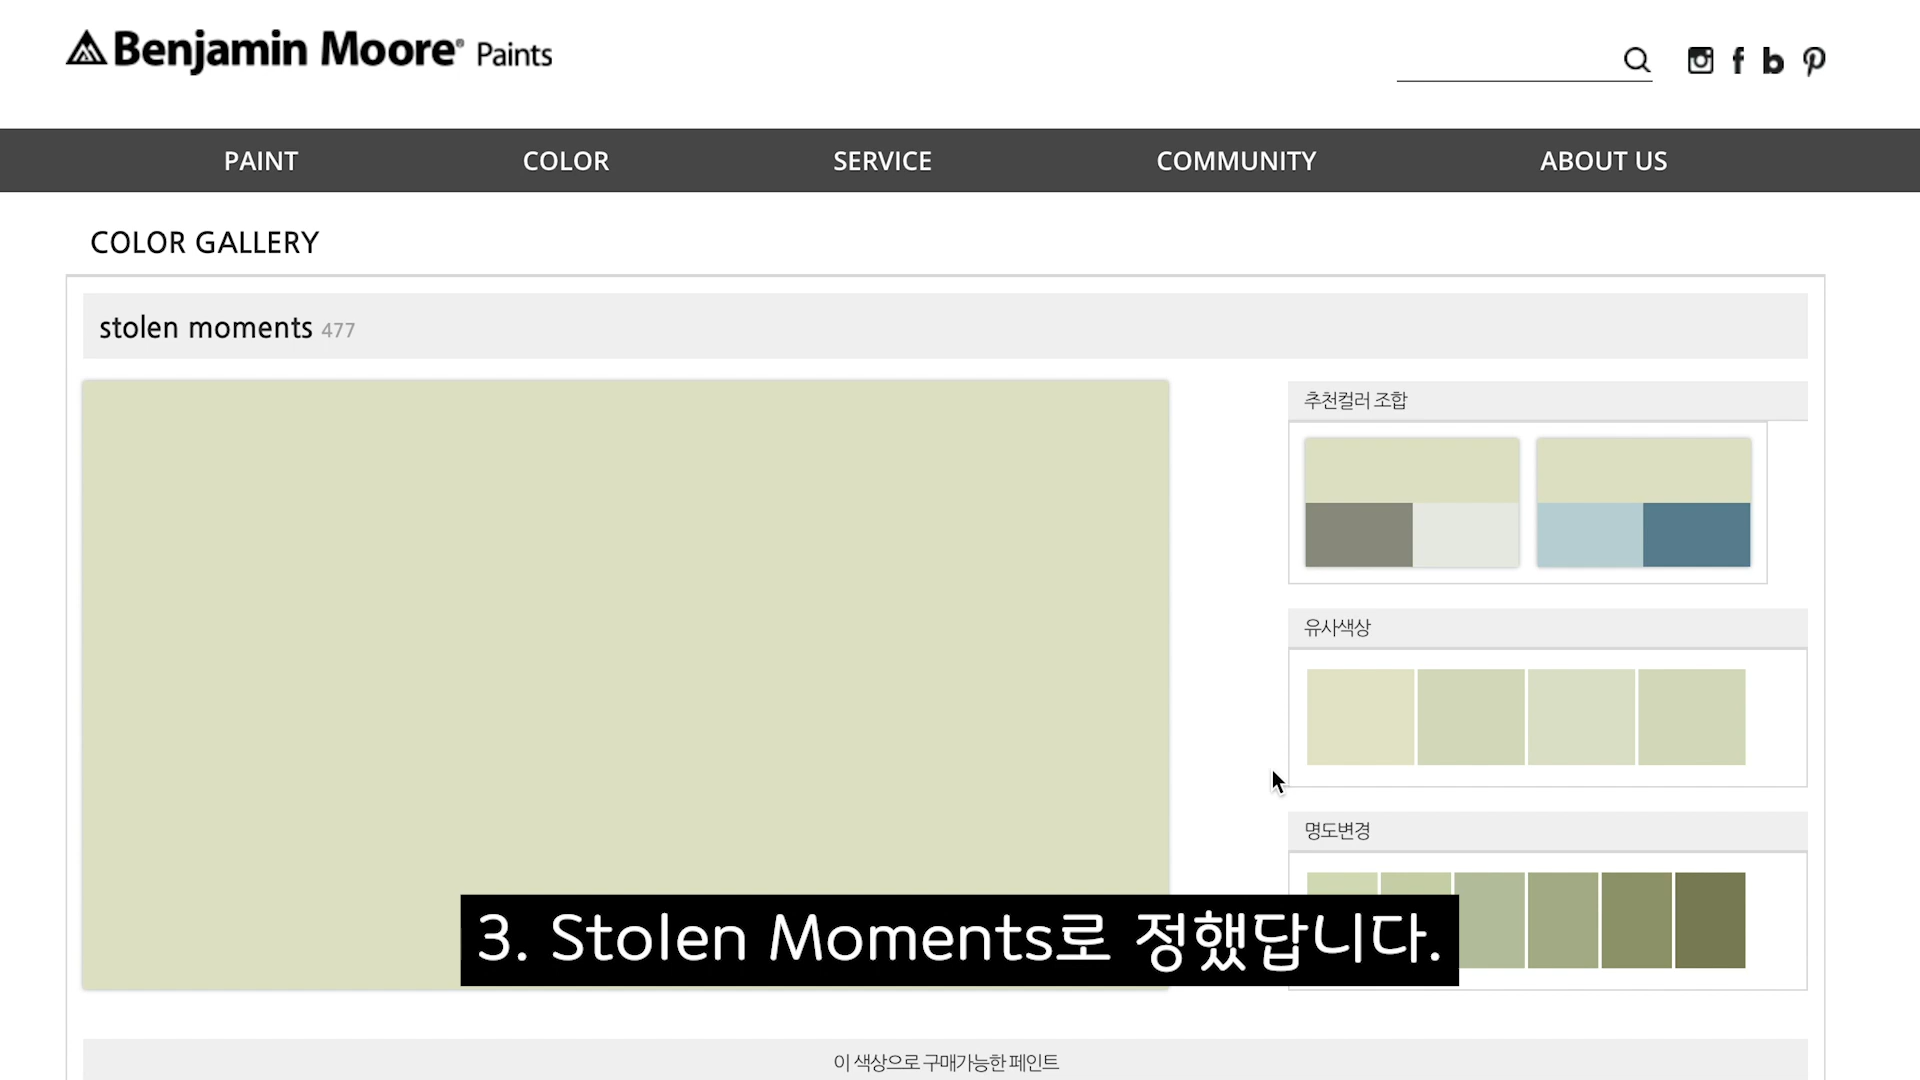 Benjamin Moore® Paints
PAINT COLOR SERVICE COMMUNITY ABOUT US
COLOR GALLERY
stolen moments 477
추천컬러 조합
유사색상
명도변경
3. Stolen Moments로 정했답니다.
이 색상으로 구매가능한 페인트